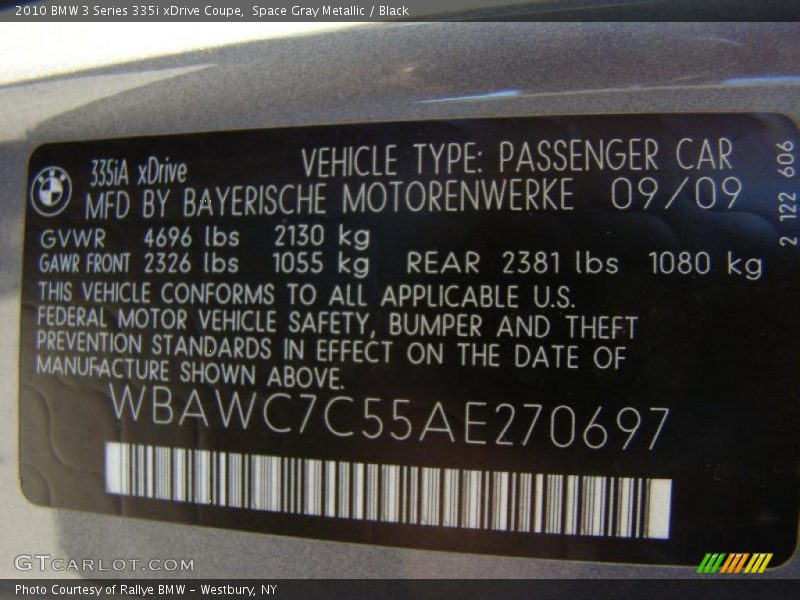 2010 BMW 3 Series 335i xDrive Coupe, Space Gray Metallic / Black
BMW
335iA xDrive
VEHICLE TYPE: PASSENGER CAR
MFD BY BAYERISCHE MOTORENWERKE 09/09
GVWR 4696 lbs 2130 kg
GAWR FRONT 2326 lbs 1055 kg REAR 2381 lbs 1080 kg
THIS VEHICLE CONFORMS TO ALL APPLICABLE U.S.
FEDERAL MOTOR VEHICLE SAFETY, BUMPER AND THEFT
PREVENTION STANDARDS IN EFFECT ON THE DATE OF
MANUFACTURE SHOWN ABOVE.
WBAWC7C55AE270697
2 122 606
GTCARLOT.COM
Photo Courtesy of Rallye BMW - Westbury, NY